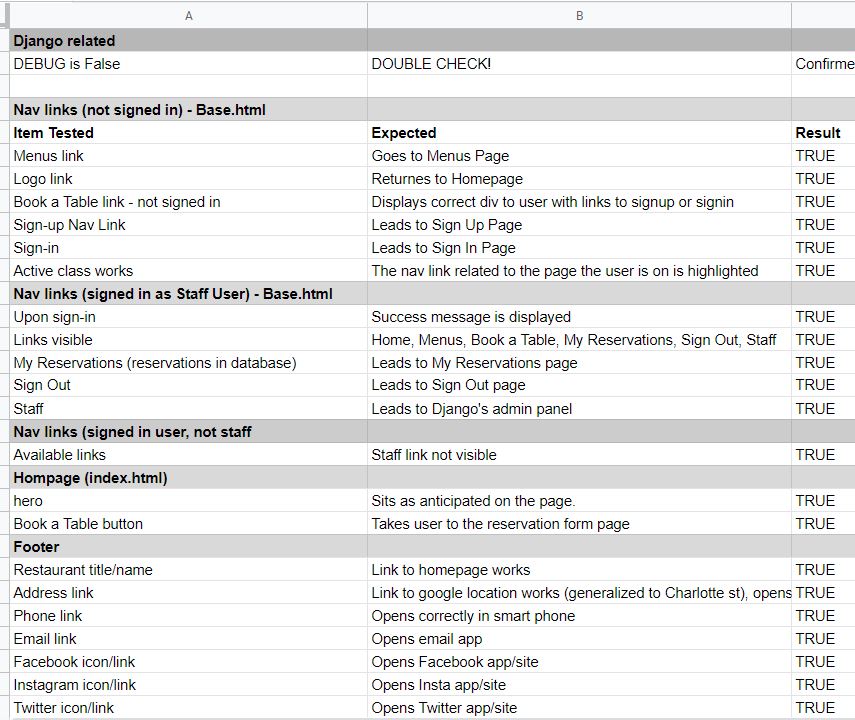 A B
Django related
DEBUG is False DOUBLE CHECK! Confirme
Nav links (not signed in) - Base.html
Item Tested Expected Result
Menus link Goes to Menus Page TRUE
Logo link Returnes to Homepage TRUE
Book a Table link - not signed in Displays correct div to user with links to signup or signin TRUE
Sign-up Nav Link Leads to Sign Up Page TRUE
Sign-in Leads to Sign In Page TRUE
Active class works The nav link related to the page the user is on is highlighted TRUE
Nav links (signed in as Staff User) - Base.html
Upon sign-in Success message is displayed TRUE
Links visible Home, Menus, Book a Table, My Reservations, Sign Out, Staff TRUE
My Reservations (reservations in database) Leads to My Reservations page TRUE
Sign Out Leads to Sign Out page TRUE
Staff Leads to Django's admin panel TRUE
Nav links (signed in user, not staff
Available links Staff link not visible TRUE
Hompage (index.html)
hero Sits as anticipated on the page. TRUE
Book a Table button Takes user to the reservation form page TRUE
Footer
Restaurant title/name Link to homepage works TRUE
Address link Link to google location works (generalized to Charlotte st), opens TRUE
Phone link Opens correctly in smart phone TRUE
Email link Opens email app TRUE
Facebook icon/link Opens Facebook app/site TRUE
Instagram icon/link Opens Insta app/site TRUE
Twitter icon/link Opens Twitter app/site TRUE